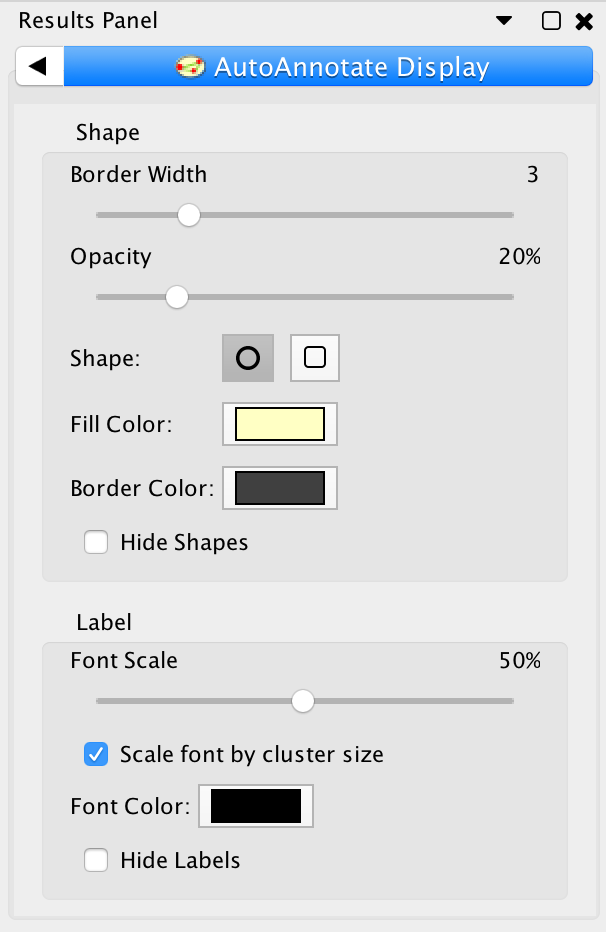 Results Panel
AutoAnnotate Display
Shape
Border Width 3
Opacity 20%
Shape:
Fill Color:
Border Color:
Hide Shapes
Label
Font Scale 50%
Scale font by cluster size
Font Color:
Hide Labels